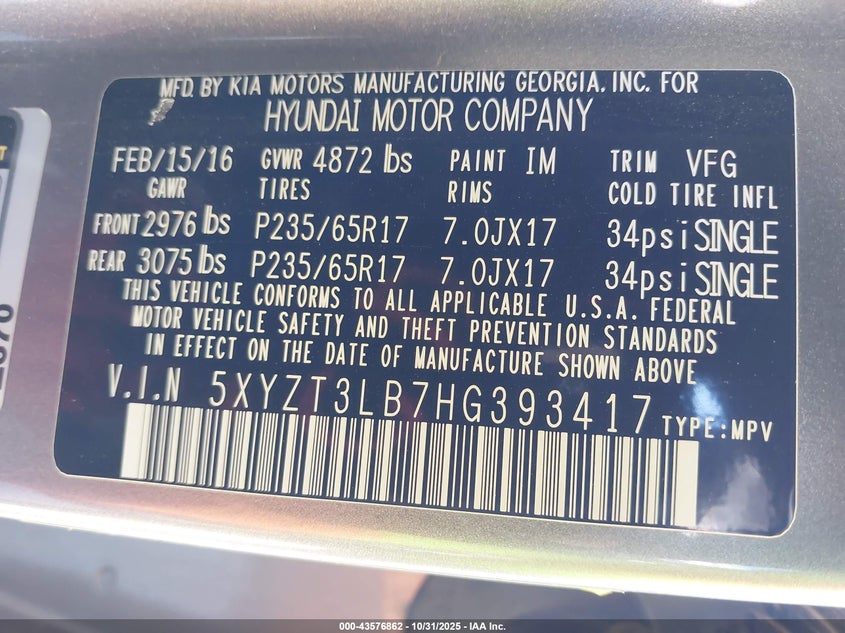 MFD. BY KIA MOTORS MANUFACTURING GEORGIA. INC. FOR
HYUNDAI MOTOR COMPANY
FEB/15/16 GVWR 4872 lbs PAINT IM TRIM VFG
GAWR TIRES RIMS COLD TIRE INFL
FRONT 2976 lbs P235/65R17 7.0JX17 34psi SINGLE
REAR 3075 lbs P235/65R17 7.0JX17 34psi SINGLE
THIS VEHICLE CONFORMS TO ALL APPLICABLE U.S.A. FEDERAL
MOTOR VEHICLE SAFETY AND THEFT PREVENTION STANDARDS
IN EFFECT ON THE DATE OF MANUFACTURE SHOWN ABOVE
V.I.N 5XYZT3LB7HG393417 TYPE:MPV
000-43576862 - 10/31/2025 - IAA Inc.